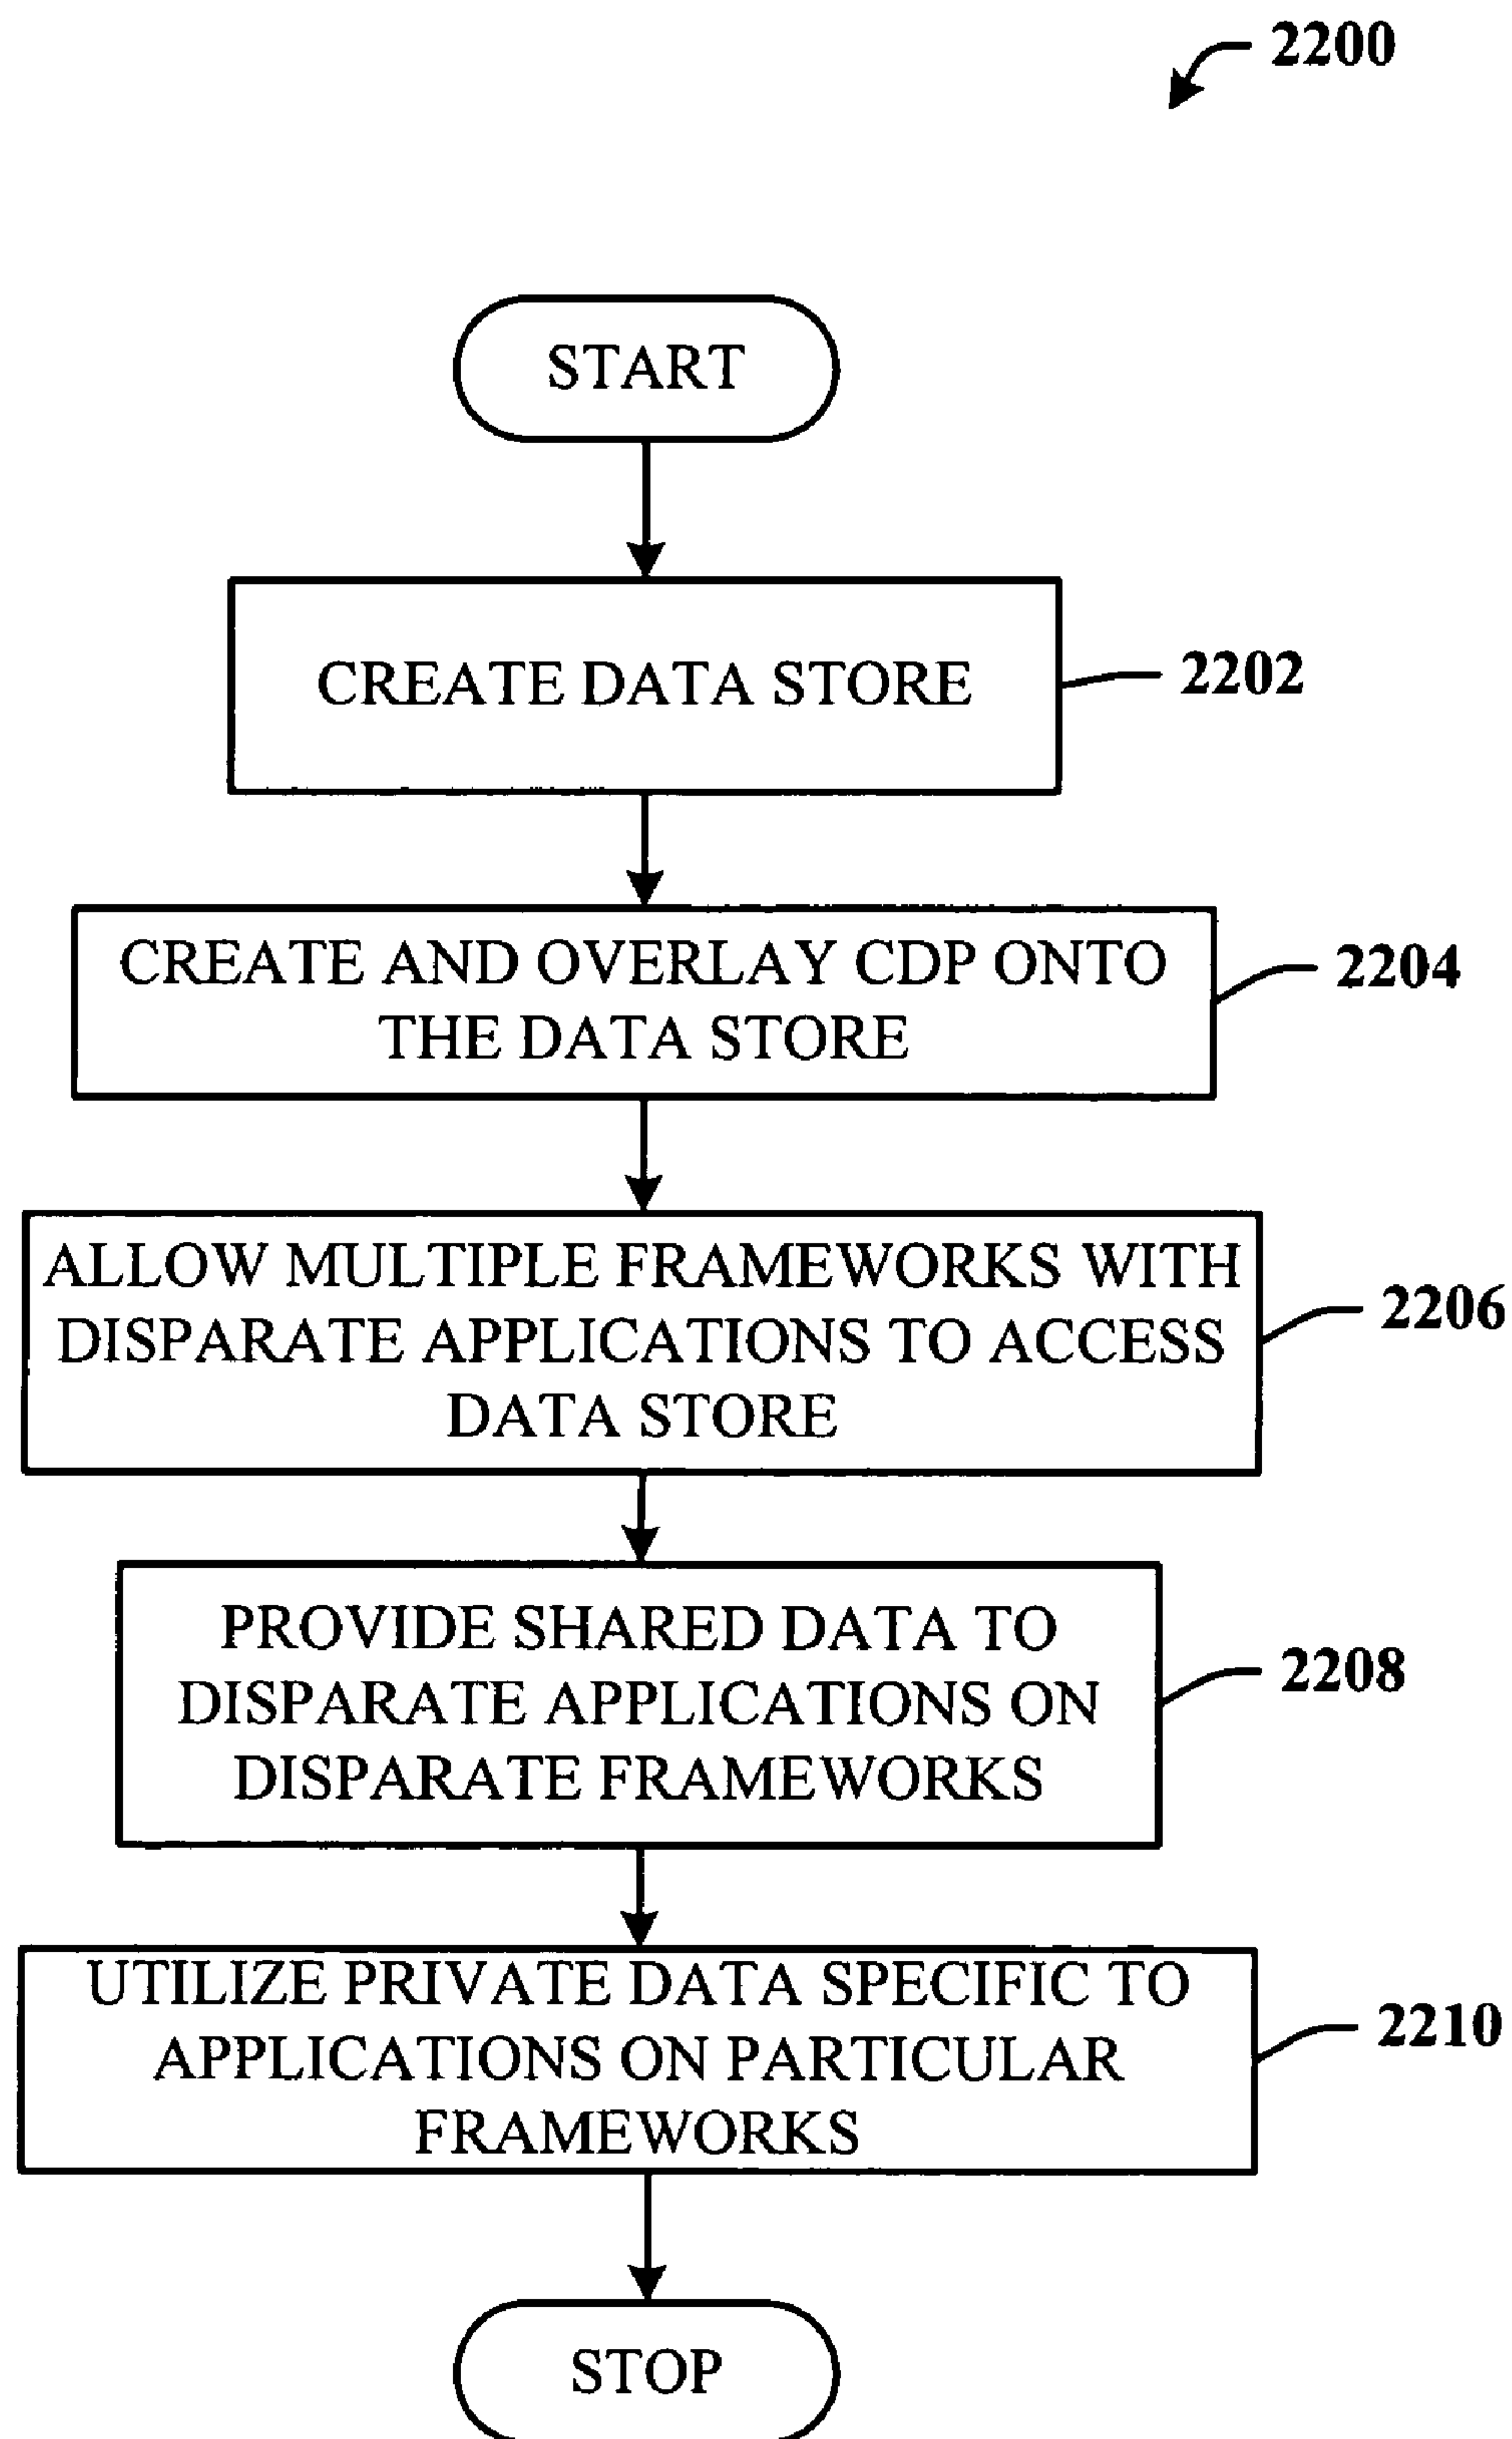 2200
START
CREATE DATA STORE
2202
CREATE AND OVERLAY CDP ONTO
THE DATA STORE
2204
ALLOW MULTIPLE FRAMEWORKS WITH
DISPARATE APPLICATIONS TO ACCESS
DATA STORE
2206
PROVIDE SHARED DATA TO
DISPARATE APPLICATIONS ON
DISPARATE FRAMEWORKS
2208
UTILIZE PRIVATE DATA SPECIFIC TO
APPLICATIONS ON PARTICULAR
FRAMEWORKS
2210
STOP